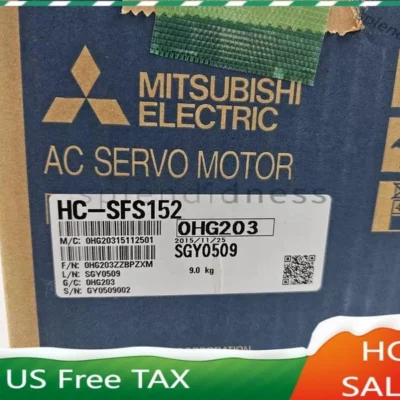 MITSUBISHI
ELECTRIC
AC SERVO MOTOR
HC-SFS152
0HG203
M/C: 0HG20315112501
2015/11/25
SGY0509
F/N: 0HG203ZZBPZXM
9.0 kg
L/N: SGY0509
G/C: 0HG203
S/N: GY0509002
CORPORATION
HO
SAL
US Free TAX